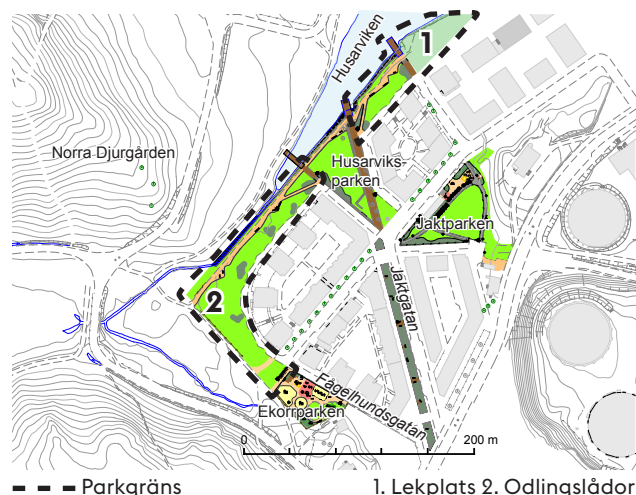 1
Husarviken
Norra Djurgården
Husarviks-
parken
Jaktparken
Jaktgatan
2
Fågelhundsgatan
Ekorrparken
0
200 m
Parkgräns
1. Lekplats 2. Odlingslådor